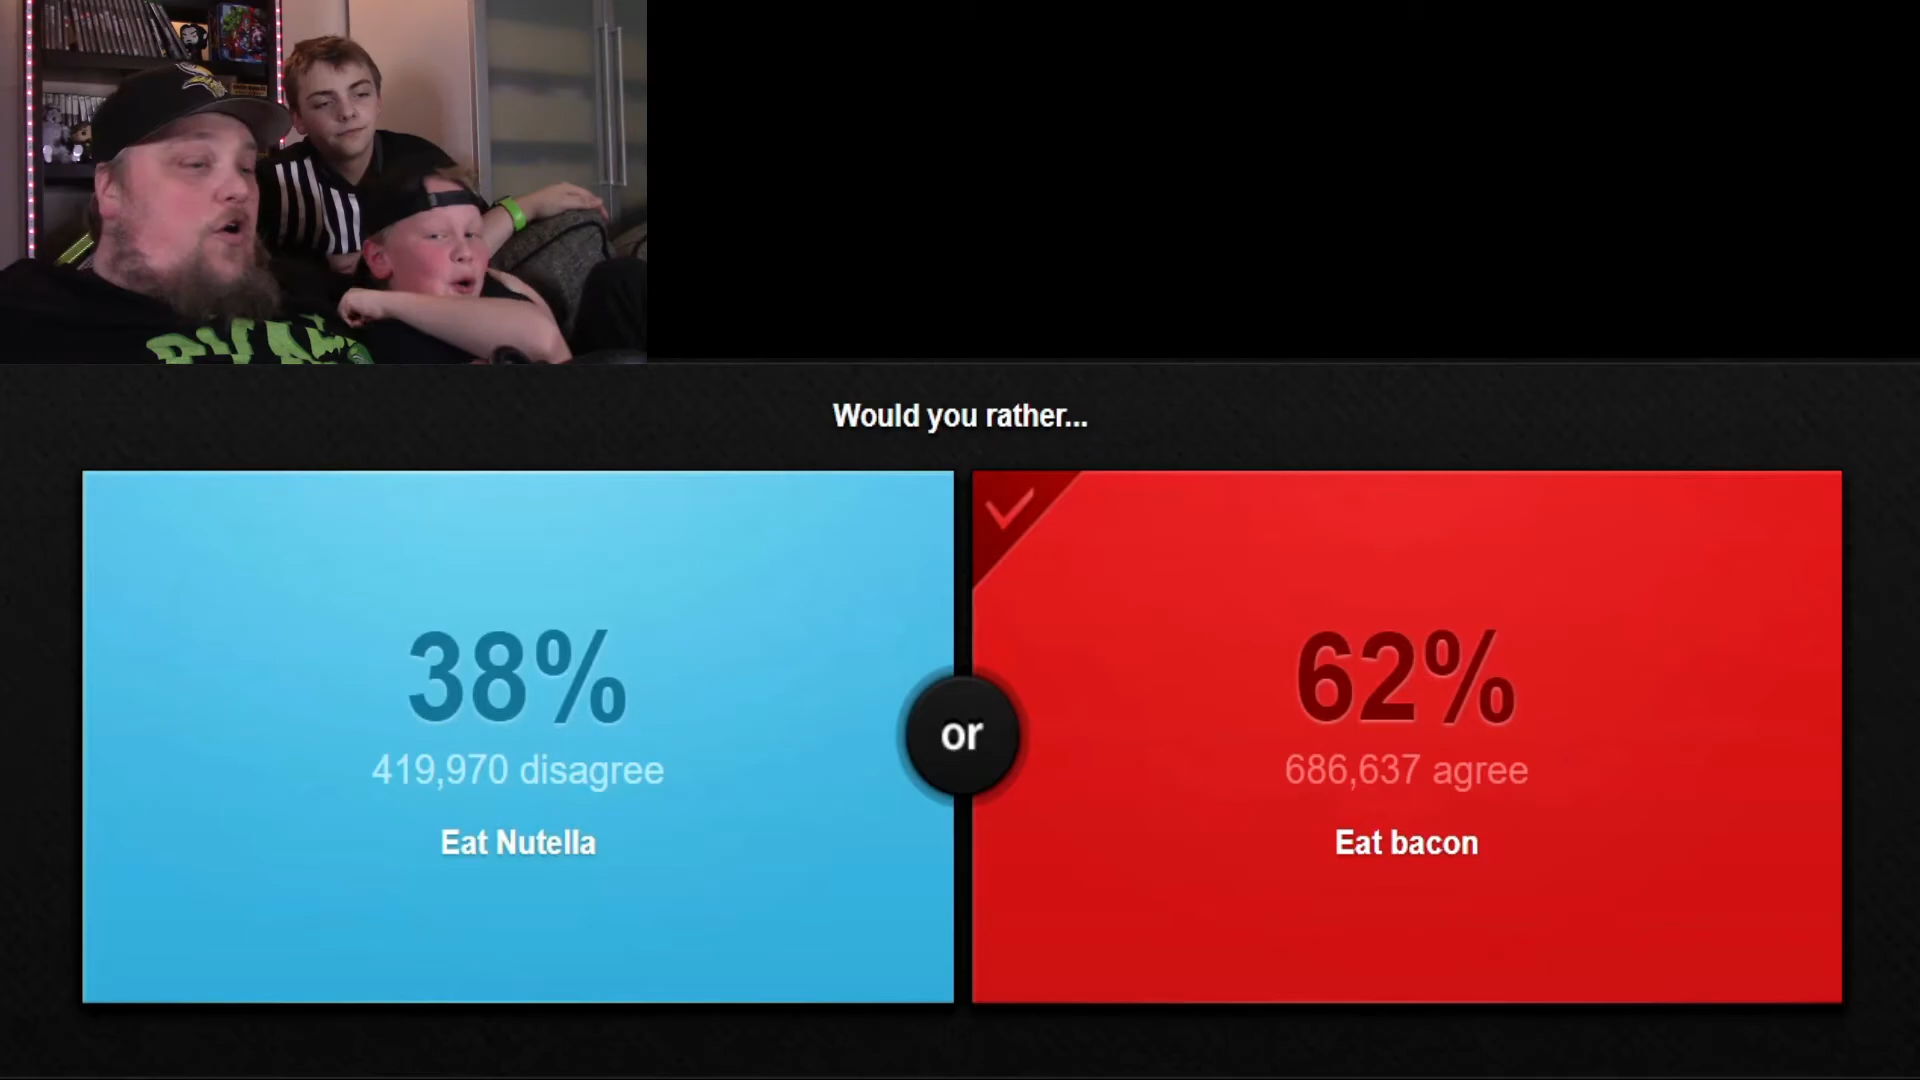 Would you rather...
38%
419,970 disagree
Eat Nutella
or
62%
686,637 agree
Eat bacon